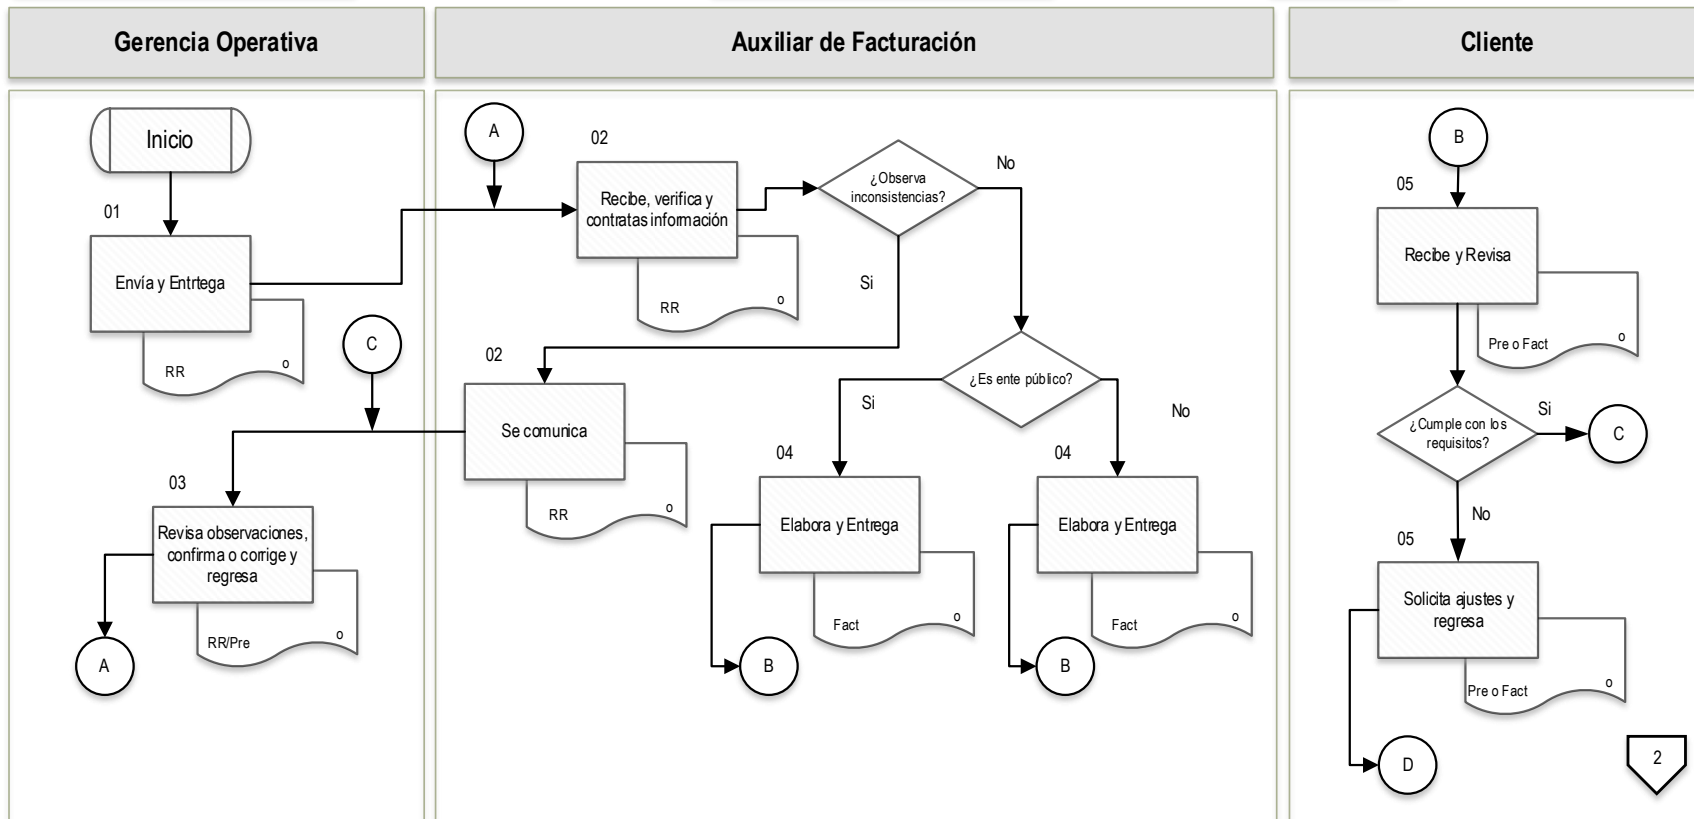 Gerencia Operativa
Auxiliar de Facturación
Cliente
Inicio
01
Envía y Entrtega
RR
o
C
03
Revisa observaciones,
confirma o corrige y
regresa
RR/Pre
o
A
A
02
Recibe, verifica y
contratas información
RR
o
¿Observa
inconsistencias?
No
Si
02
Se comunica
RR
o
¿Es ente público?
Si
No
04
Elabora y Entrega
Fact
o
B
04
Elabora y Entrega
Fact
o
B
B
05
Recibe y Revisa
Pre o Fact
o
¿Cumple con los
requisitos?
Si
C
No
05
Solicita ajustes y
regresa
Pre o Fact
o
D
2